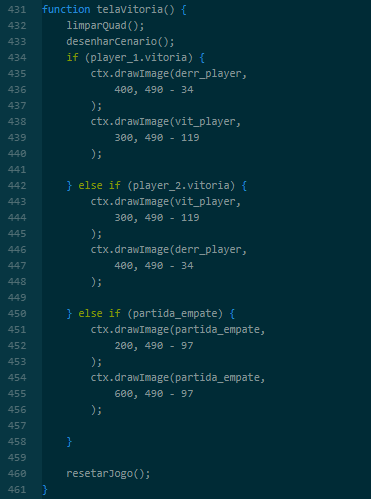 431 function telaVitoria() {
432     limparQuad();
433     desenharCenario();
434     if (player_1.vitoria) {
435         ctx.drawImage(derr_player,
436             400, 490 - 34
437         );
438         ctx.drawImage(vit_player,
439             300, 490 - 119
440         );
441
442     } else if (player_2.vitoria) {
443         ctx.drawImage(vit_player,
444             300, 490 - 119
445         );
446         ctx.drawImage(derr_player,
447             400, 490 - 34
448         );
449
450     } else if (partida_empate) {
451         ctx.drawImage(partida_empate,
452             200, 490 - 97
453         );
454         ctx.drawImage(partida_empate,
455             600, 490 - 97
456         );
457
458     }
459
460     resetarJogo();
461 }